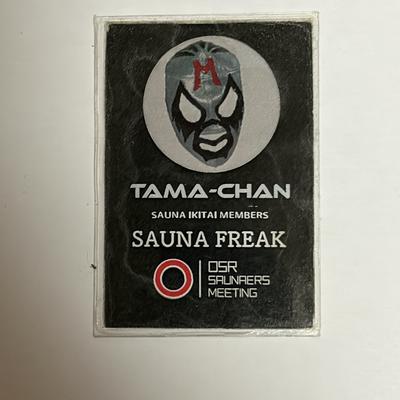 M
TAMA-CHAN
SAUNA IKITAI MEMBERS
SAUNA FREAK
OSR
SAUNAERS
MEETING